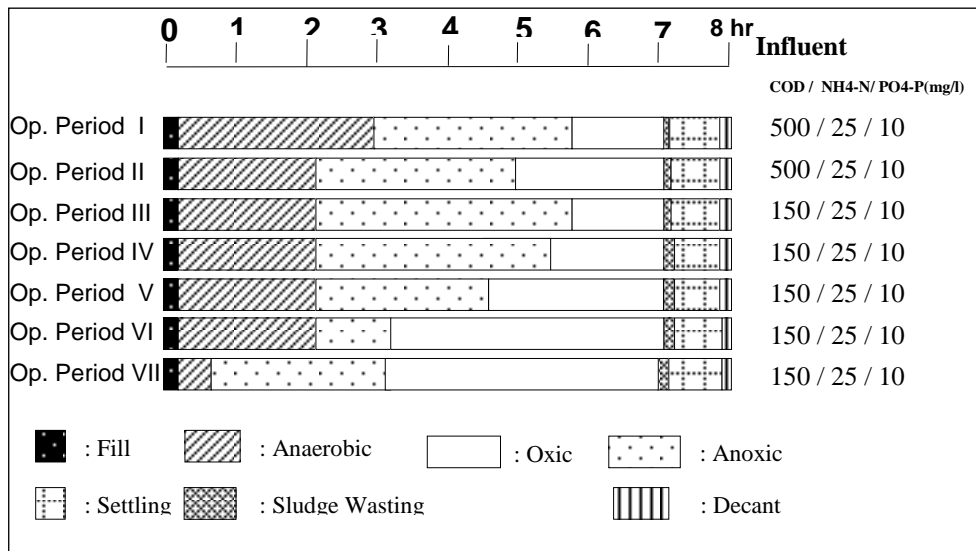 0 1 2 3 4 5 6 7 8 hr
Influent
COD / NH4-N/ PO4-P(mg/l)
Op. Period I 500 / 25 / 10
Op. Period II 500 / 25 / 10
Op. Period III 150 / 25 / 10
Op. Period IV 150 / 25 / 10
Op. Period V 150 / 25 / 10
Op. Period VI 150 / 25 / 10
Op. Period VII 150 / 25 / 10
: Fill : Anaerobic : Oxic : Anoxic
: Settling : Sludge Wasting : Decant